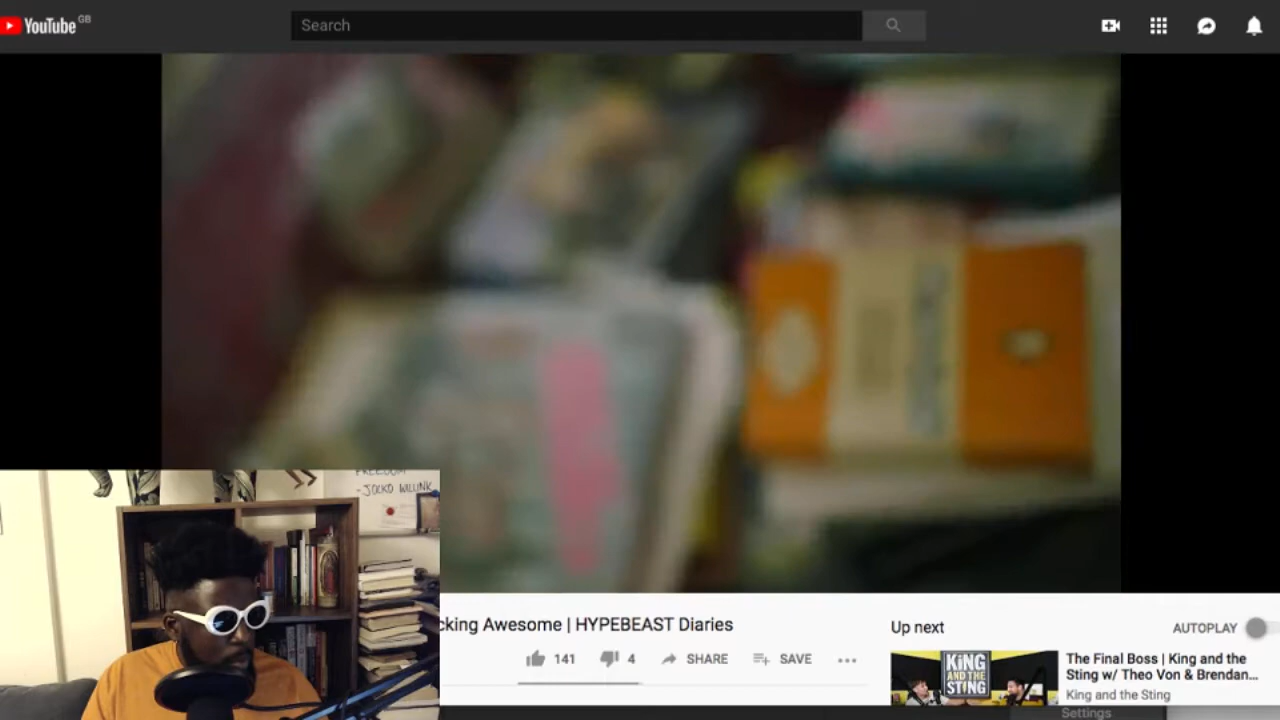 YouTube GB
Search
FREEDOM
-JOCKO WILLINK
cking Awesome | HYPEBEAST Diaries
141
4
SHARE
SAVE
Up next
AUTOPLAY
KING
AND THE
STING
The Final Boss | King and the
Sting w/ Theo Von & Brendan...
King and the Sting
Settings